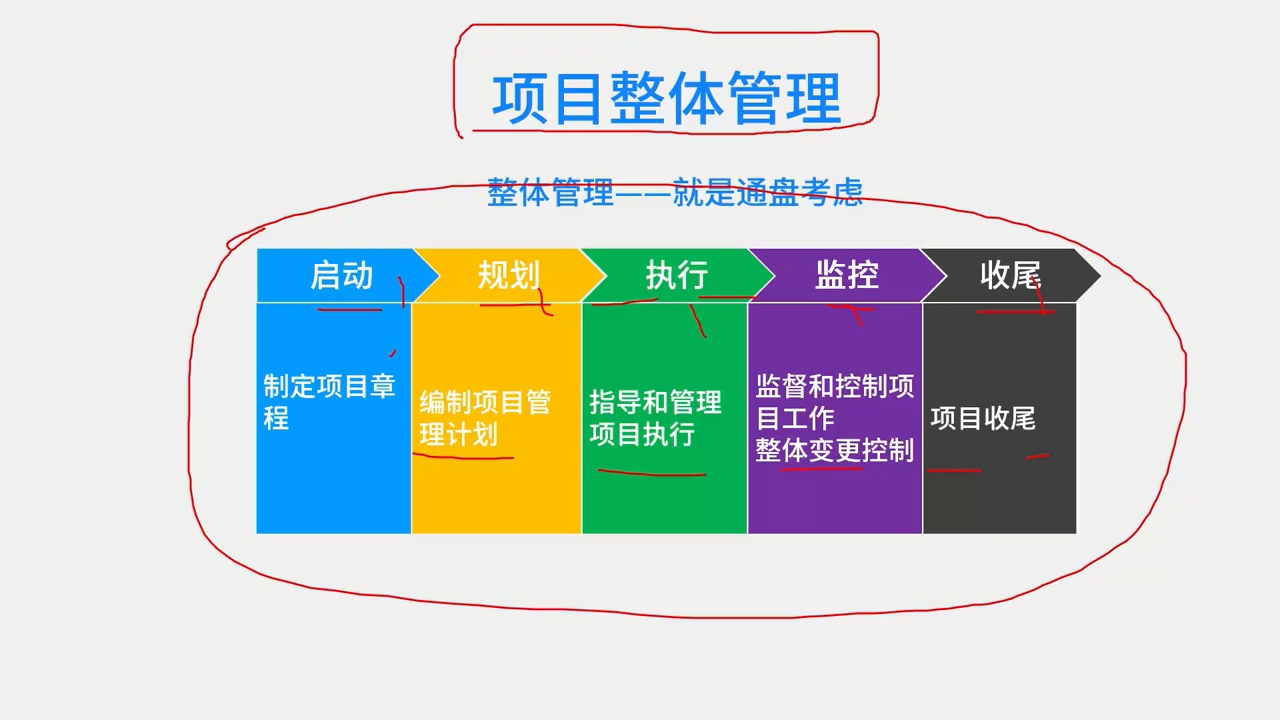 项目整体管理
整体管理——就是通盘考虑
启动
规划
执行
监控
收尾
制定项目章
程
编制项目管
理计划
指导和管理
项目执行
监督和控制项
目工作
整体变更控制
项目收尾